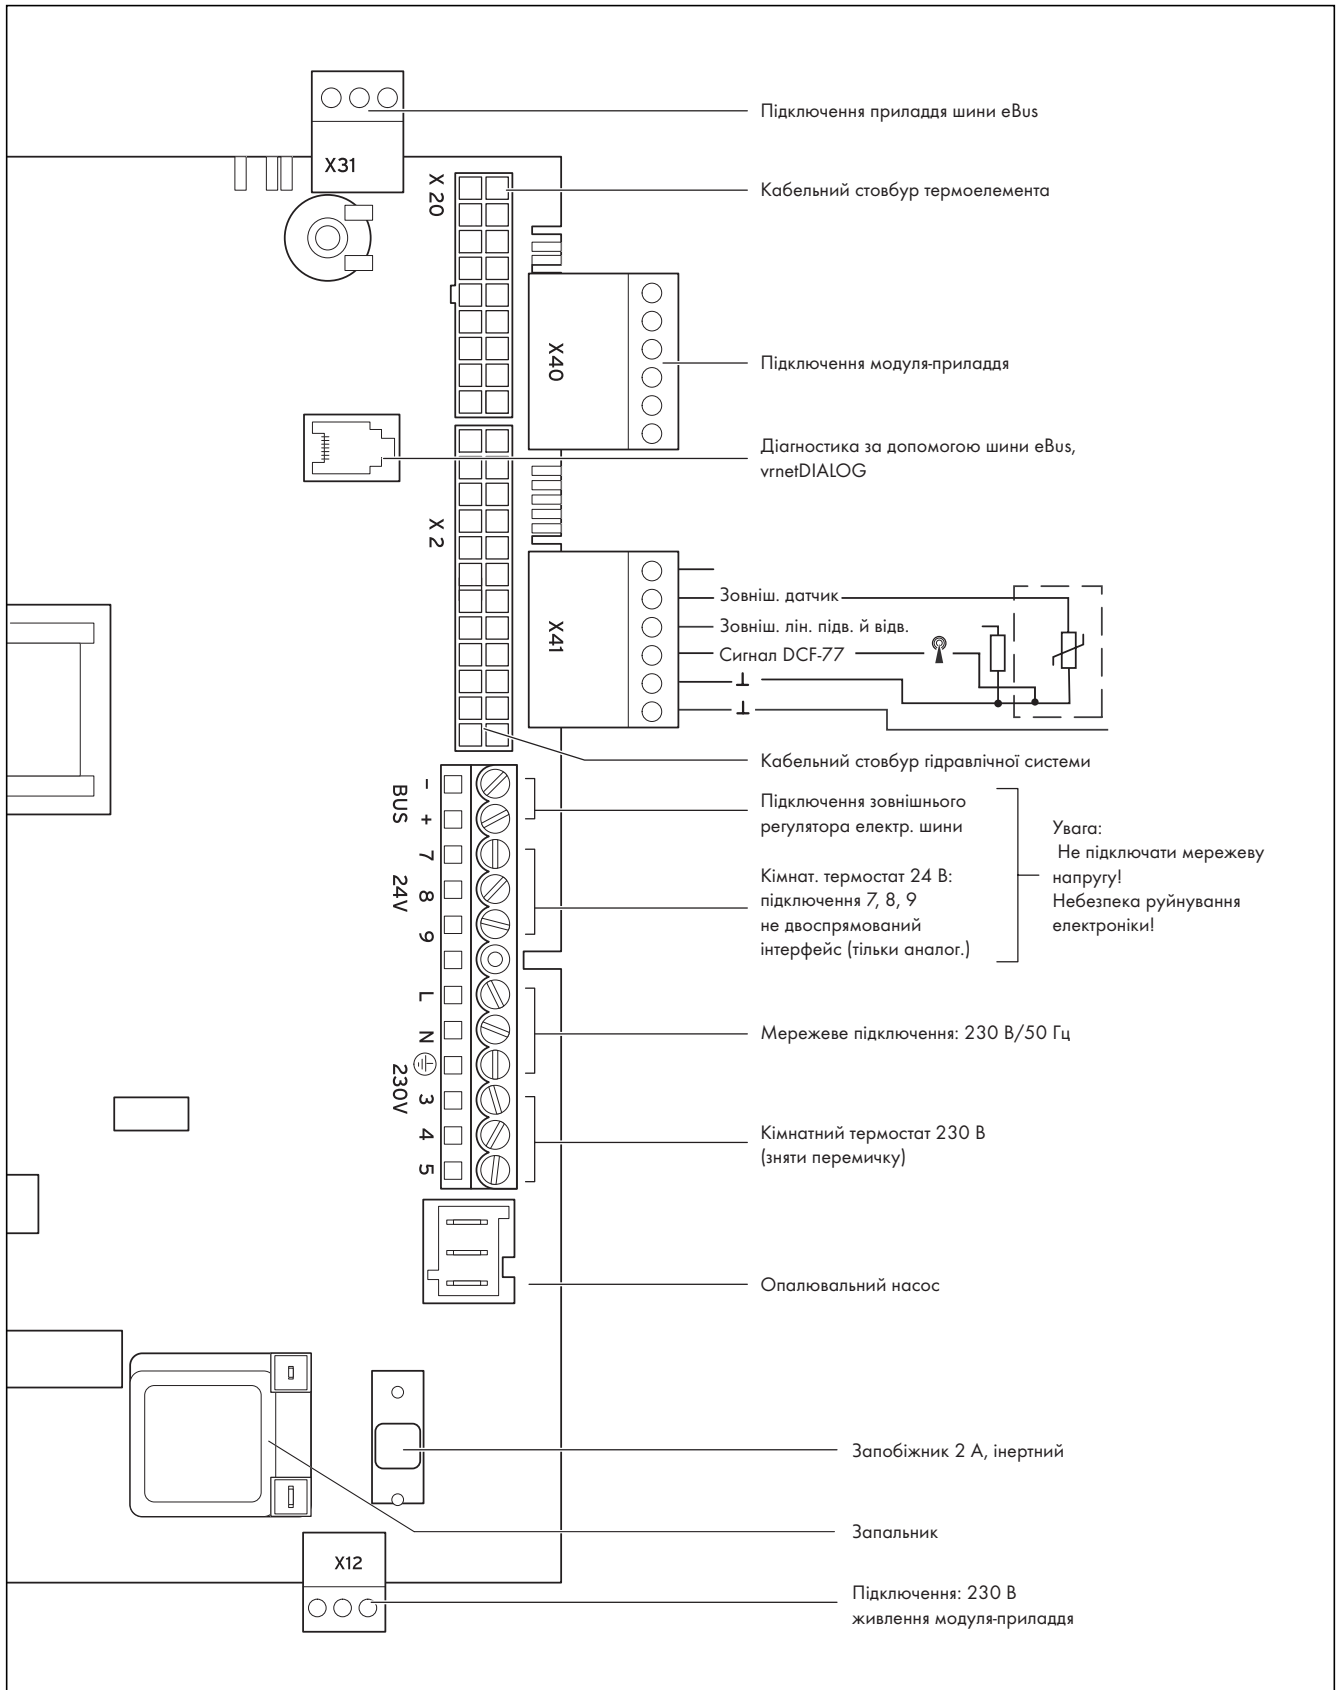 Підключення приладдя шини eBus
X31
X 20
Кабельний стовбур термоелемента
X40
Підключення модуля-приладдя
Діагностика за допомогою шини eBus,
vrnetDIALOG
X 2
X41
Зовніш. датчик
Зовніш. лін. підв. й відв.
Сигнал DCF-77
Кабельний стовбур гідравлічної системи
BUS
–
+
Підключення зовнішнього
регулятора електр. шини
24V
7
8
9
Кімнат. термостат 24 В:
підключення 7, 8, 9
не двоспрямований
інтерфейс (тільки аналог.)
Увага:
Не підключати мережеву
напругу!
Небезпека руйнування
електроніки!
L
N
Мережеве підключення: 230 В/50 Гц
230V
3
4
5
Кімнатний термостат 230 В
(зняти перемичку)
Опалювальний насос
Запобіжник 2 А, інертний
Запальник
X12
Підключення: 230 В
живлення модуля-приладдя